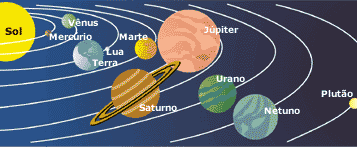 Sol
Mercúrio
Vênus
Lua
Terra
Marte
Júpiter
Saturno
Urano
Netuno
Plutão